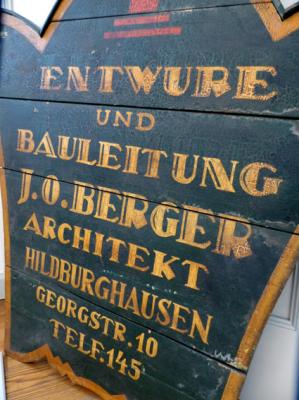 ENTWURF
UND
BAULEITUNG
J.O.BERGER
ARCHITEKT
HILDBURGHAUSEN
GEORGSTR.10
TELF.145